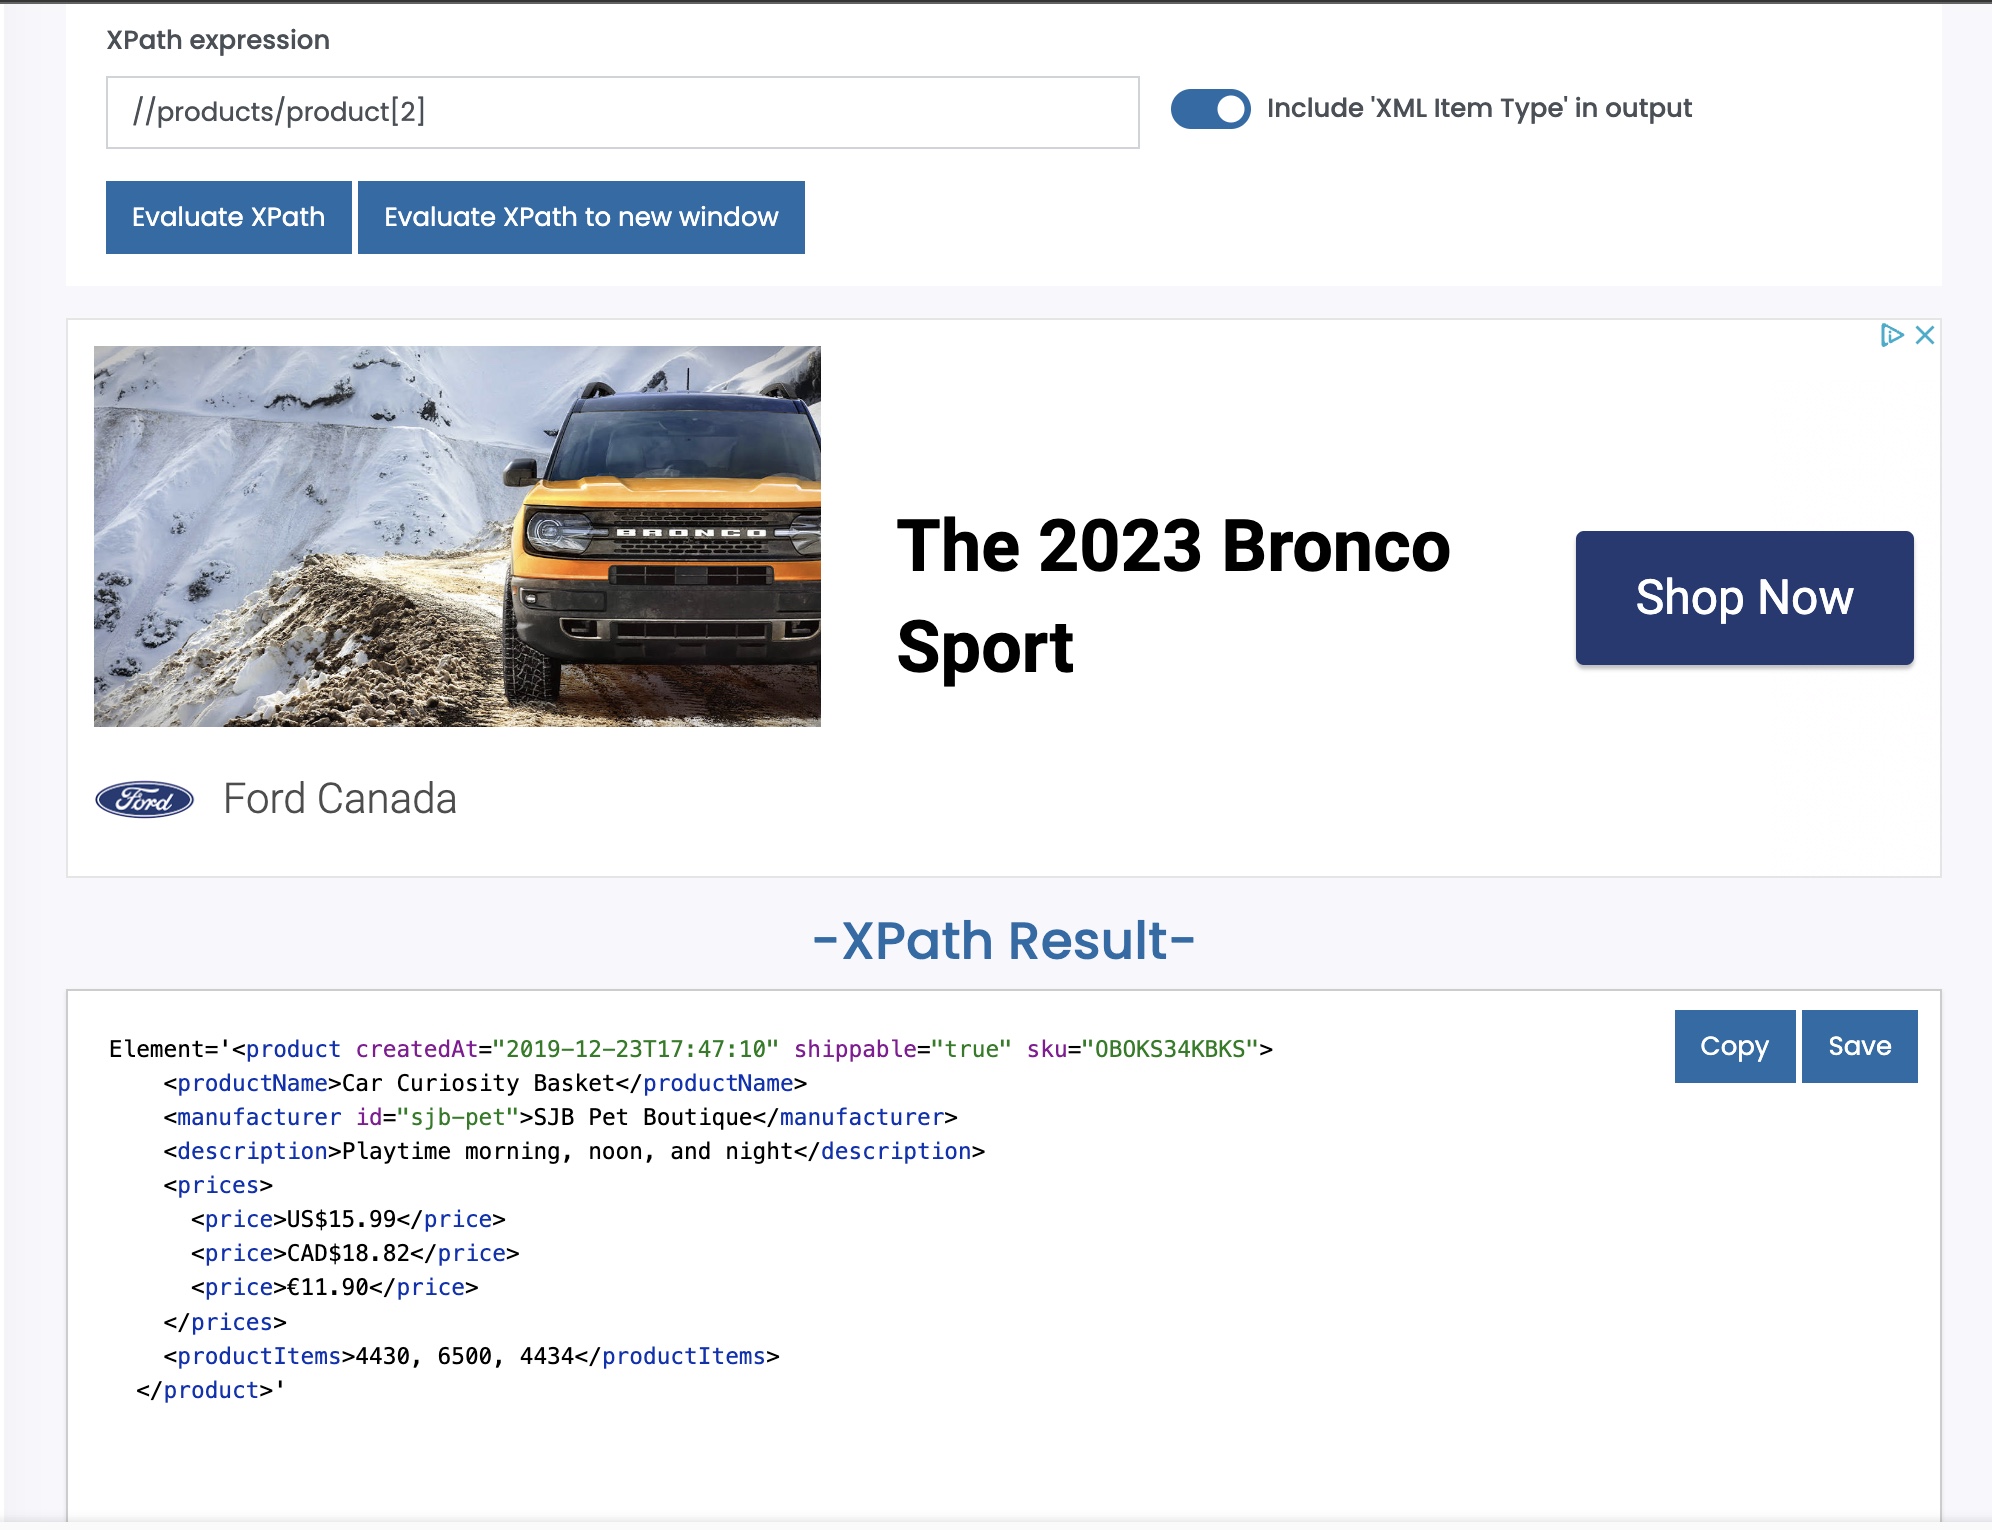 XPath expression
//products/product[2]
Include 'XML Item Type' in output
Evaluate XPath
Evaluate XPath to new window
BRONCO
The 2023 Bronco
Sport
Shop Now
Ford
Ford Canada
-XPath Result-
Copy
Save
Element='<product createdAt="2019-12-23T17:47:10" shippable="true" sku="OBOKS34KBKS">
    <productName>Car Curiosity Basket</productName>
    <manufacturer id="sjb-pet">SJB Pet Boutique</manufacturer>
    <description>Playtime morning, noon, and night</description>
    <prices>
      <price>US$15.99</price>
      <price>CAD$18.82</price>
      <price>€11.90</price>
    </prices>
    <productItems>4430, 6500, 4434</productItems>
  </product>'